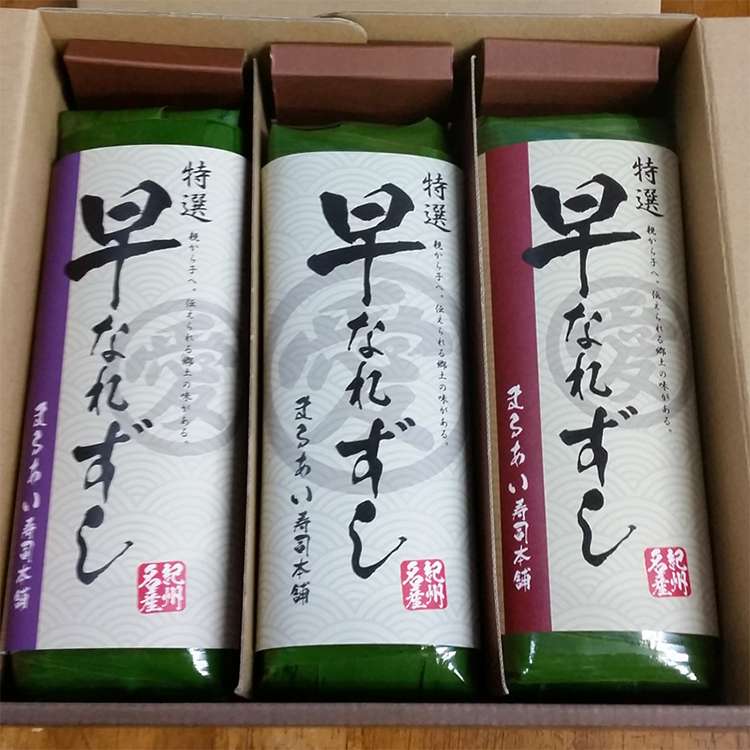 特選
早なれずし
親から子へ。伝えられる郷土の味がある。
愛
まるあい寿司本舗
紀州
名産
特選
早なれずし
親から子へ。伝えられる郷土の味がある。
愛
まるあい寿司本舗
紀州
名産
特選
早なれずし
親から子へ。伝えられる郷土の味がある。
愛
まるあい寿司本舗
紀州
名産